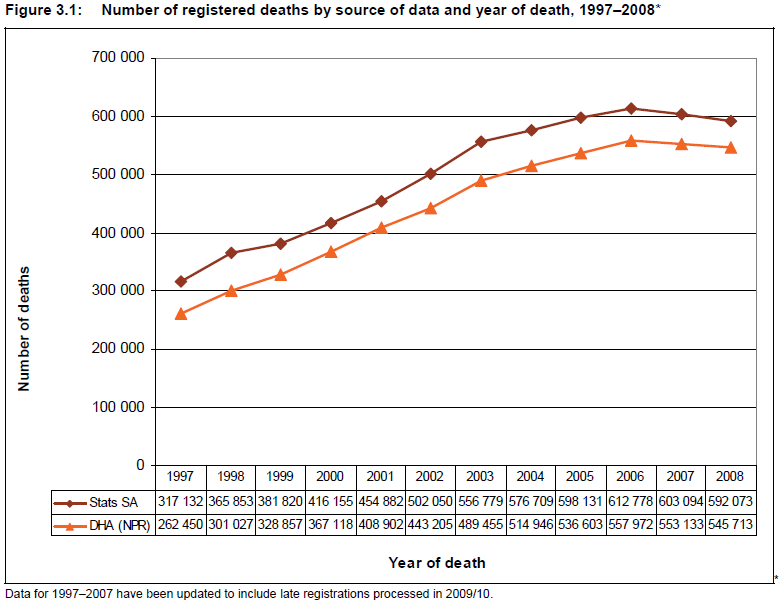 Figure 3.1: Number of registered deaths by source of data and year of death, 1997–2008*
700 000
600 000
500 000
400 000
300 000
200 000
100 000
0
Number of deaths
1997 1998 1999 2000 2001 2002 2003 2004 2005 2006 2007 2008
Stats SA 317 132 365 853 381 820 416 155 454 882 502 050 556 779 576 709 598 131 612 778 603 094 592 073
DHA (NPR) 262 450 301 027 328 857 367 118 408 902 443 205 489 455 514 946 536 603 557 972 553 133 545 713
Year of death
*
Data for 1997–2007 have been updated to include late registrations processed in 2009/10.